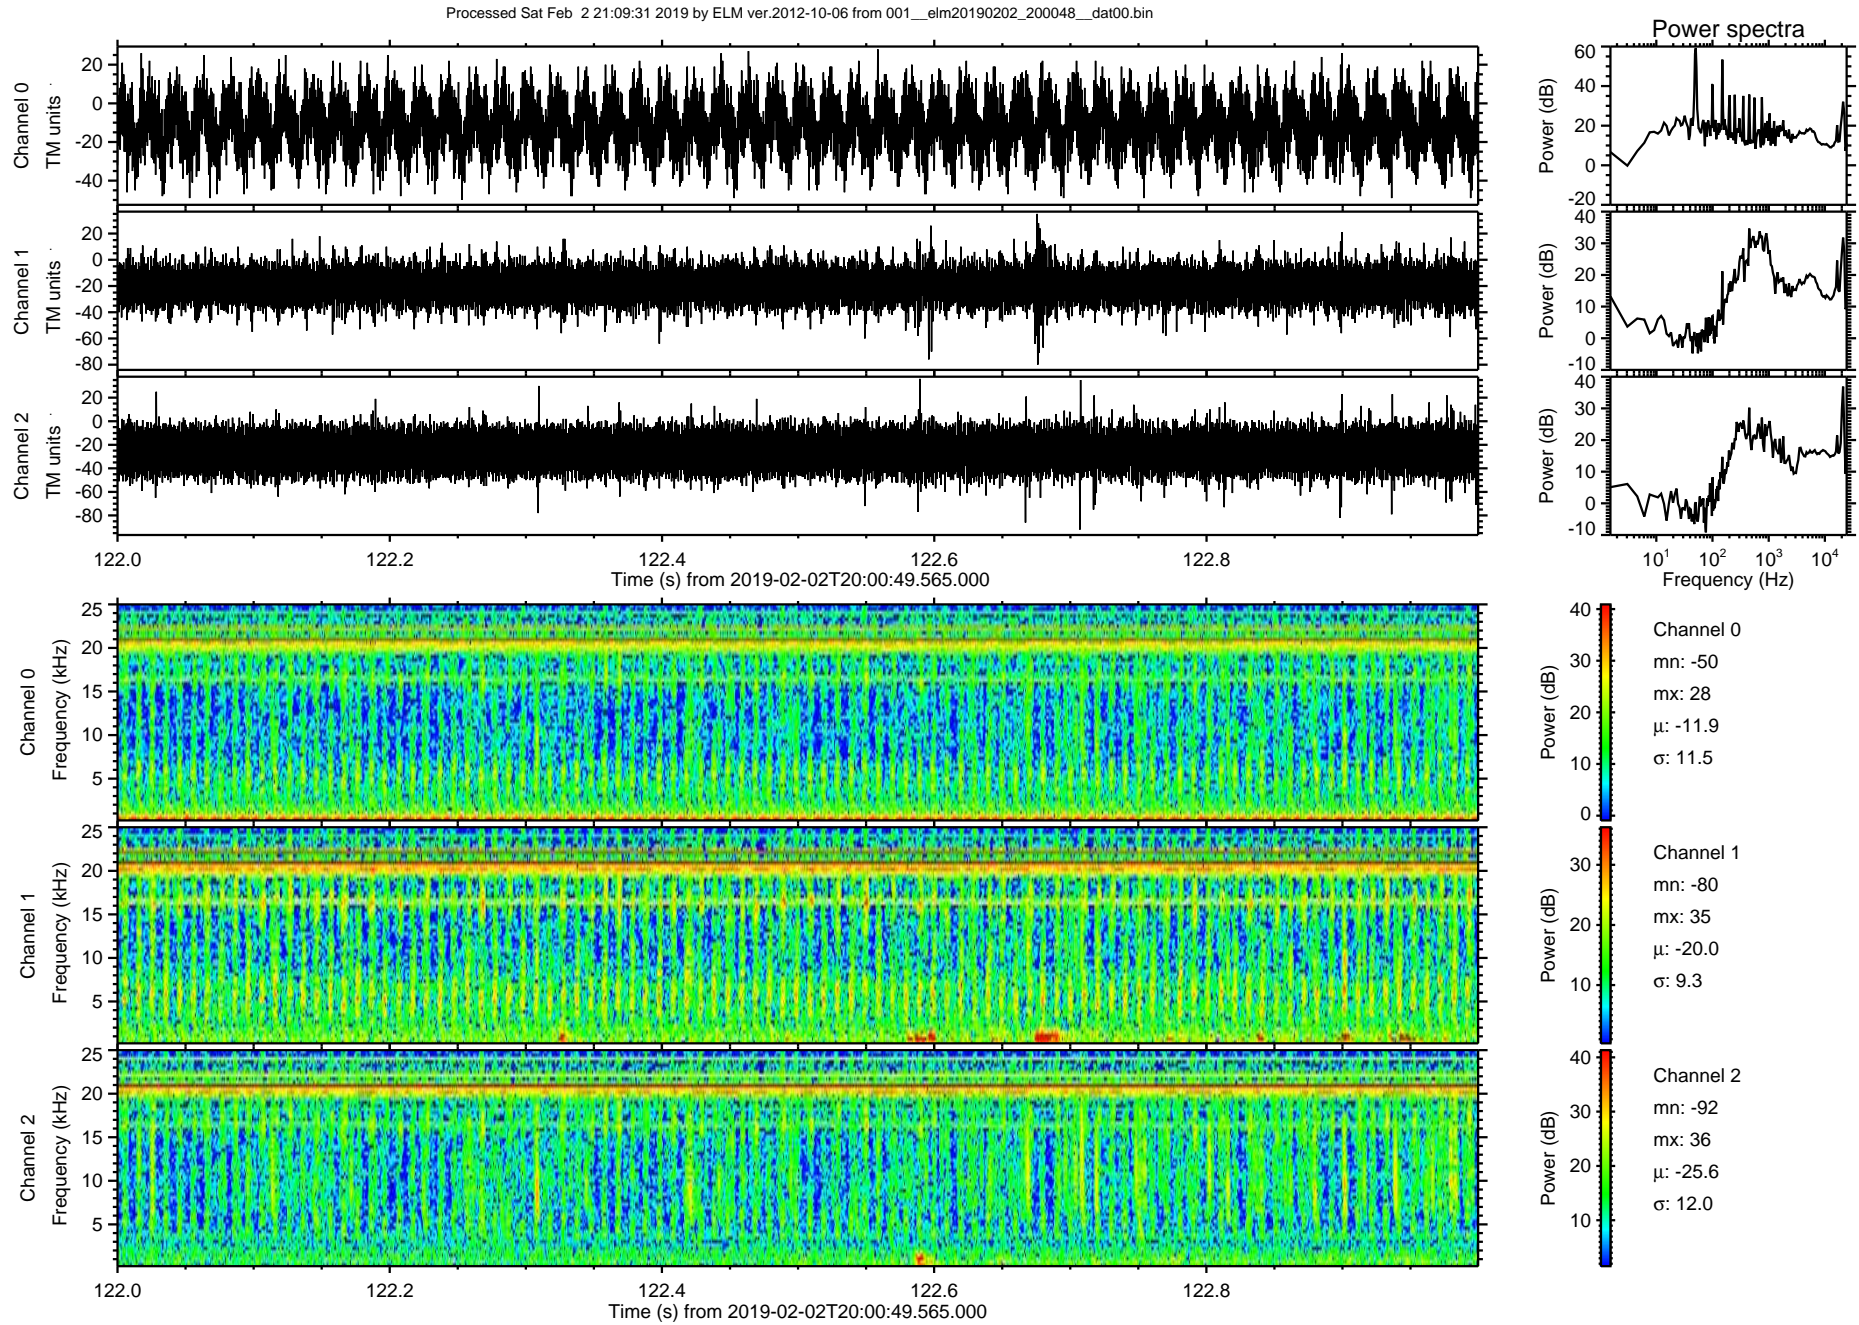 Processed Sat Feb  2 21:09:31 2019 by ELM ver.2012-10-06 from 001__elm20190202_200048__dat00.bin
Power spectra
Channel 0
TM units
20
0
-20
-40
Power (dB)
60
40
20
0
-20
Channel 1
TM units
20
0
-20
-40
-60
-80
Power (dB)
40
30
20
10
0
-10
Channel 2
TM units
20
0
-20
-40
-60
-80
Power (dB)
40
30
20
10
0
-10
122.0 122.2 122.4 122.6 122.8
Time (s) from 2019-02-02T20:00:49.565.000
10¹ 10² 10³ 10⁴
Frequency (Hz)
Channel 0
Frequency (kHz)
25
20
15
10
5
Power (dB)
40
30
20
10
0
Channel 0
mn: -50
mx: 28
μ: -11.9
σ: 11.5
Channel 1
Frequency (kHz)
25
20
15
10
5
Power (dB)
30
20
10
Channel 1
mn: -80
mx: 35
μ: -20.0
σ: 9.3
Channel 2
Frequency (kHz)
25
20
15
10
5
Power (dB)
40
30
20
10
Channel 2
mn: -92
mx: 36
μ: -25.6
σ: 12.0
122.0 122.2 122.4 122.6 122.8
Time (s) from 2019-02-02T20:00:49.565.000